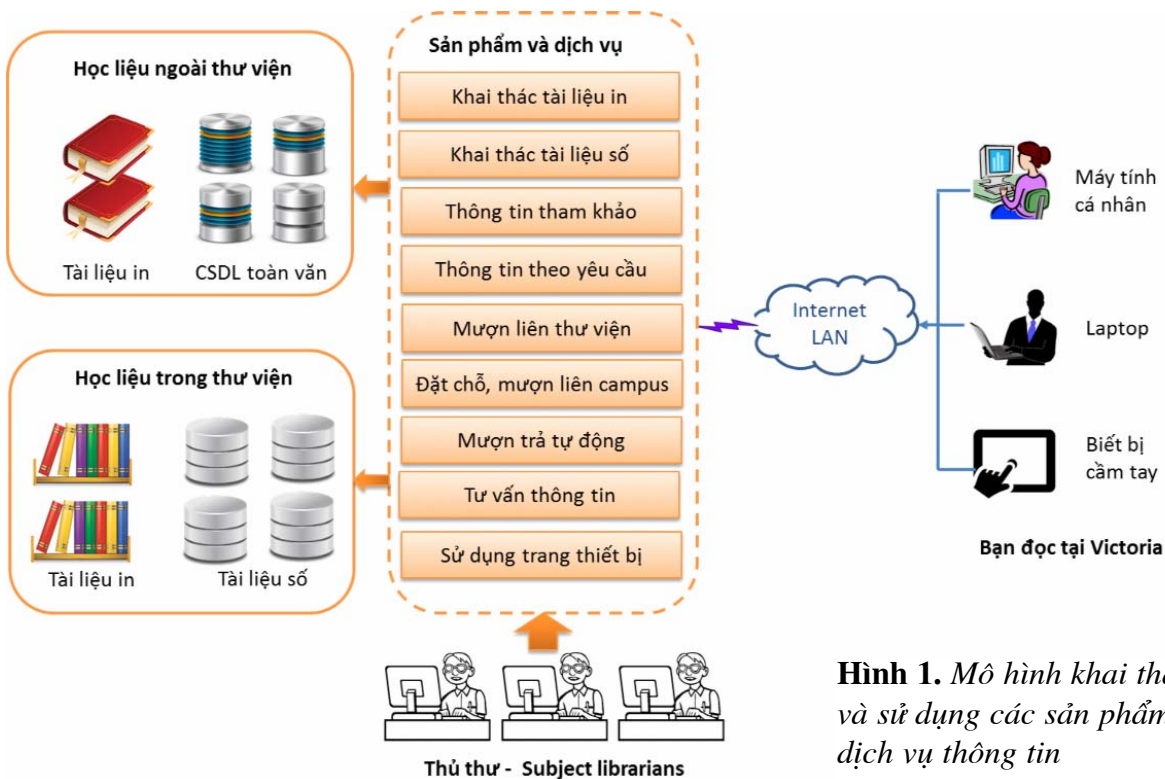 Học liệu ngoài thư viện
Tài liệu in
CSDL toàn văn
Học liệu trong thư viện
Tài liệu in
Tài liệu số
Sản phẩm và dịch vụ
Khai thác tài liệu in
Khai thác tài liệu số
Thông tin tham khảo
Thông tin theo yêu cầu
Mượn liên thư viện
Đặt chỗ, mượn liên campus
Mượn trả tự động
Tư vấn thông tin
Sử dụng trang thiết bị
Thủ thư - Subject librarians
Internet
LAN
Máy tính
cá nhân
Laptop
Biết bị
cầm tay
Bạn đọc tại Victoria
Hình 1. Mô hình khai
và sử dụng các sản phẩm
dịch vụ thông tin